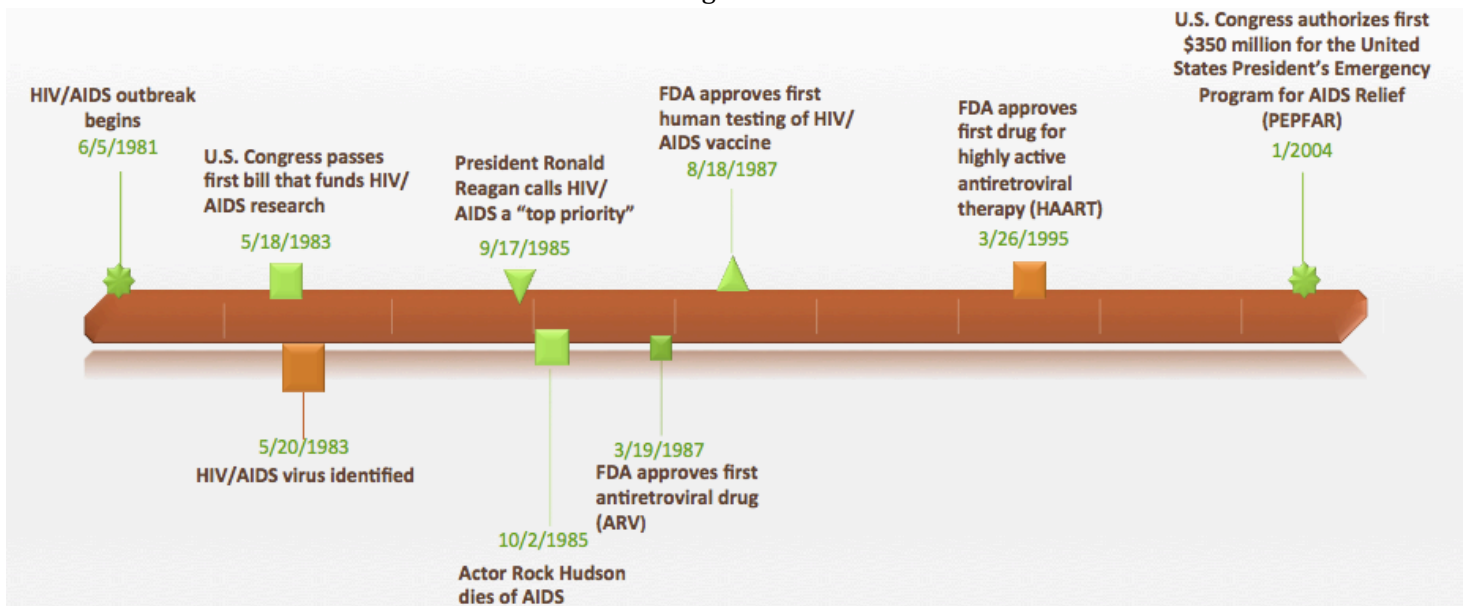 HIV/AIDS outbreak
begins
6/5/1981
U.S. Congress passes
first bill that funds HIV/
AIDS research
5/18/1983
5/20/1983
HIV/AIDS virus identified
President Ronald
Reagan calls HIV/
AIDS a “top priority”
9/17/1985
10/2/1985
Actor Rock Hudson
dies of AIDS
3/19/1987
FDA approves first
antiretroviral drug
(ARV)
FDA approves first
human testing of HIV/
AIDS vaccine
8/18/1987
FDA approves
first drug for
highly active
antiretroviral
therapy (HAART)
3/26/1995
U.S. Congress authorizes first
$350 million for the United
States President’s Emergency
Program for AIDS Relief
(PEPFAR)
1/2004